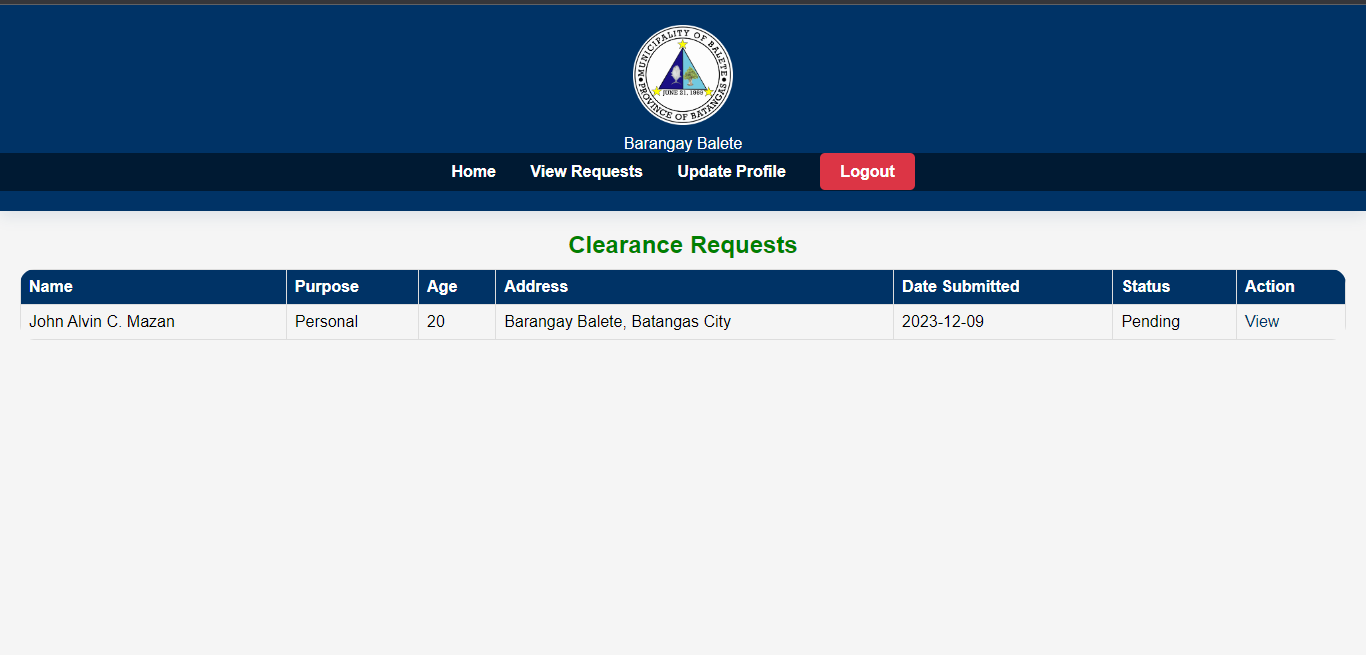 MUNICIPALITY OF BALETE
JUNE 21, 1969
PROVINCE OF BATANGAS
Barangay Balete
Home View Requests Update Profile Logout
Clearance Requests
Name Purpose Age Address Date Submitted Status Action
John Alvin C. Mazan Personal 20 Barangay Balete, Batangas City 2023-12-09 Pending View